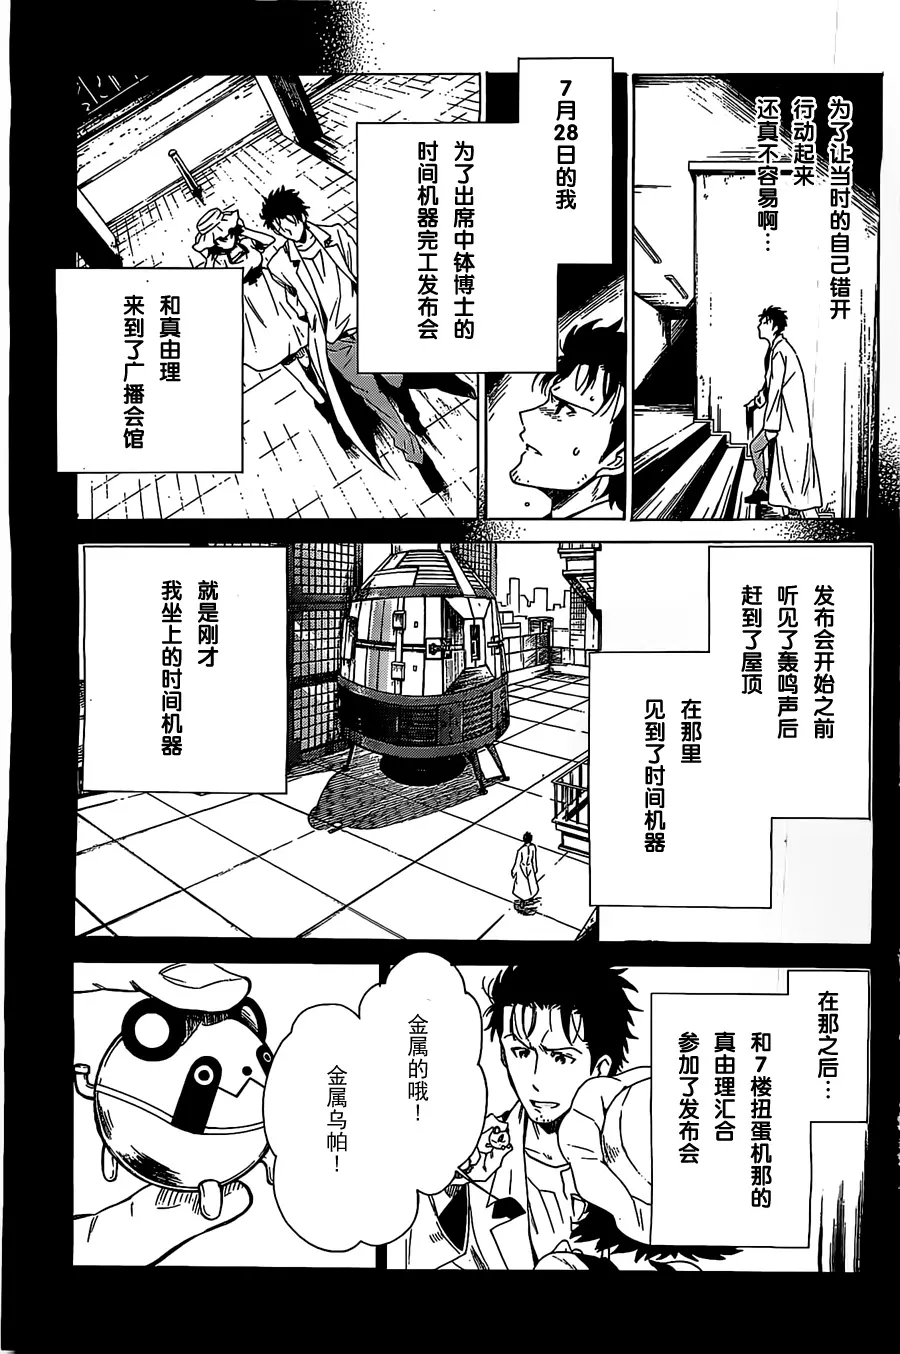 为了让当时的自己错开
行动起来
还真不容易啊…
7月28日的我
为了出席中钵博士的
时间机器完工发布会
和真由理
来到了广播会馆
发布会开始之前
听见了轰鸣声后
赶到了屋顶
在那里
见到了时间机器
就是刚才
我坐上的时间机器
在那之后…
和7楼扭蛋机那的
真由理汇合
参加了发布会
金属的哦！
金属乌帕！